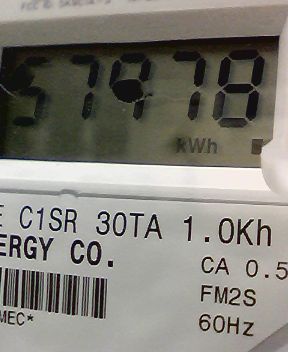 57978
kWh
E C1SR 30TA 1.0Kh
ERGY CO.
CA 0.5
FM2S
MEC*
60Hz